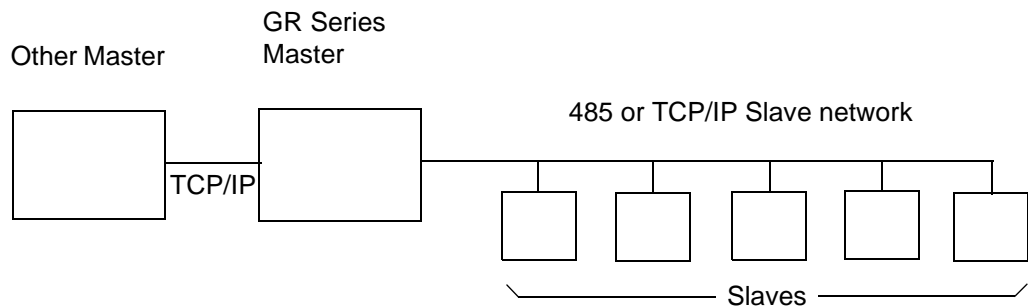 Other Master
GR Series
Master
485 or TCP/IP Slave network
TCP/IP
Slaves